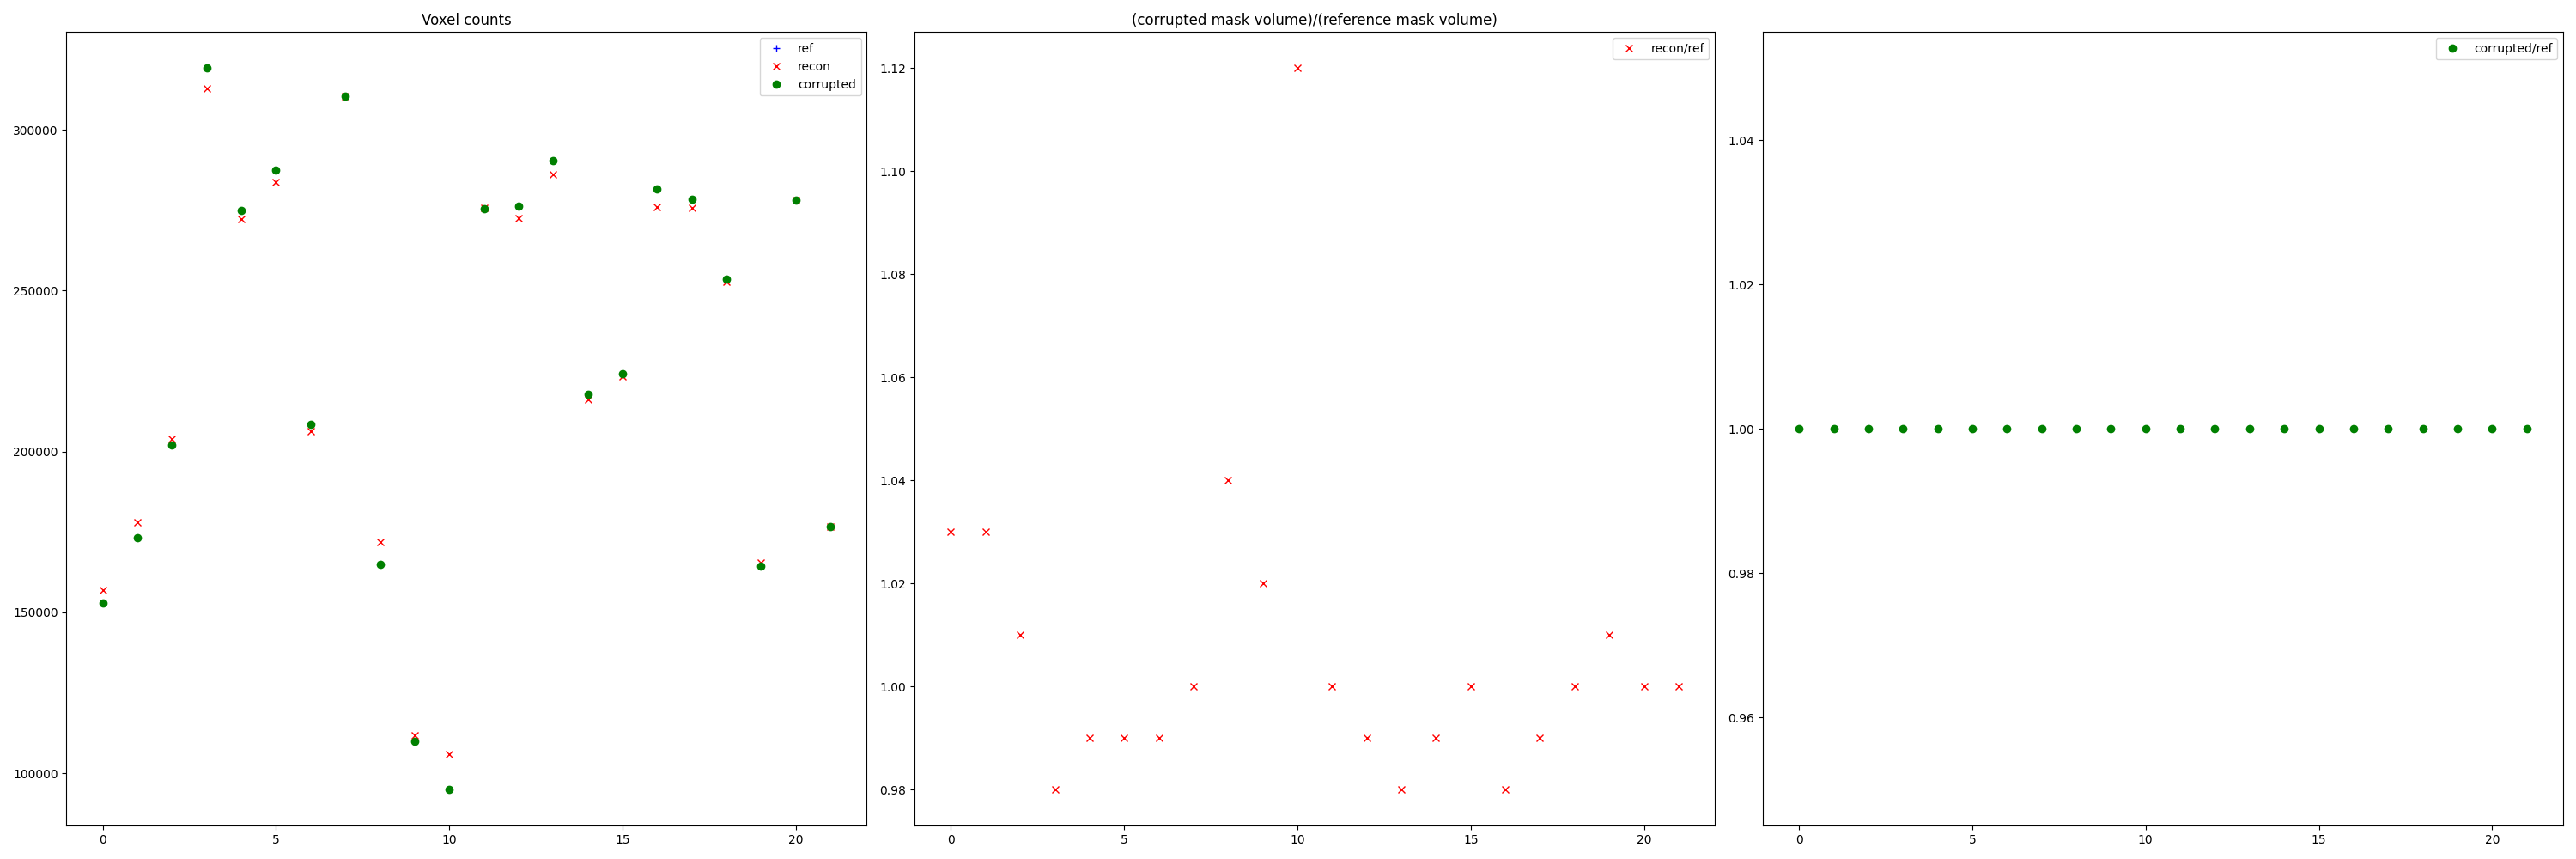 Voxel counts
ref
recon
corrupted
300000
250000
200000
150000
100000
0 5 10 15 20
(corrupted mask volume)/(reference mask volume)
recon/ref
1.12
1.10
1.08
1.06
1.04
1.02
1.00
0.98
0 5 10 15 20
corrupted/ref
1.04
1.02
1.00
0.98
0.96
0 5 10 15 20